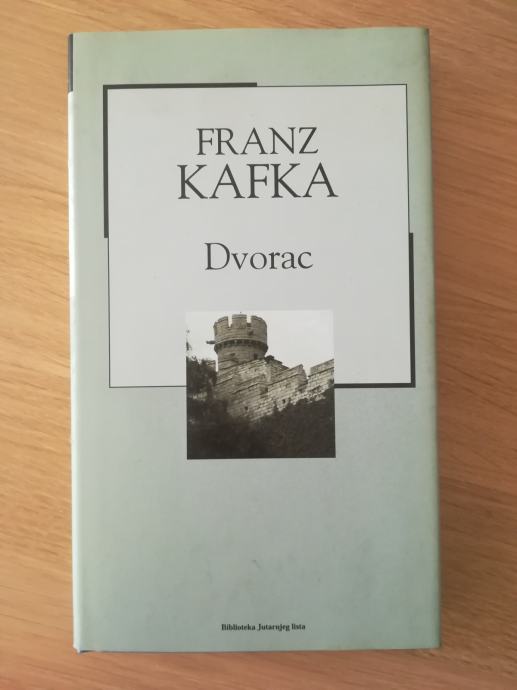 FRANZ
KAFKA
Dvorac
Biblioteka Jutarnjeg lista